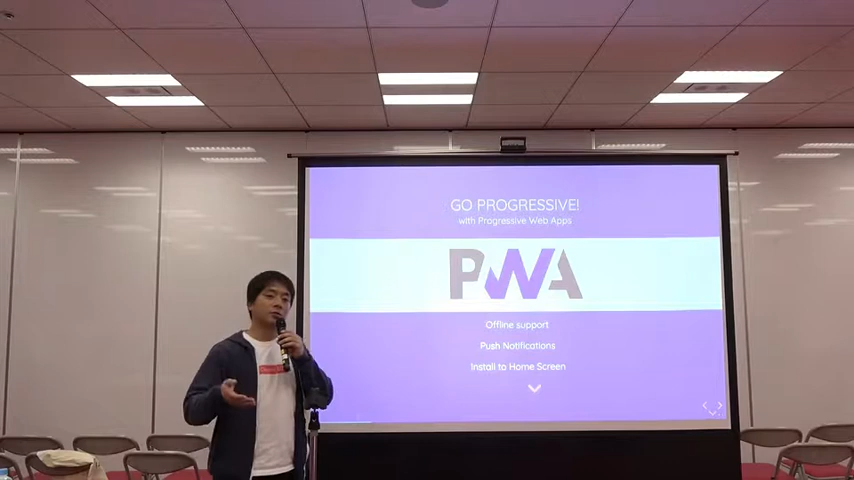 GO PROGRESSIVE!
with Progressive Web Apps
PWA
Offline support
Push Notifications
Install to Home Screen